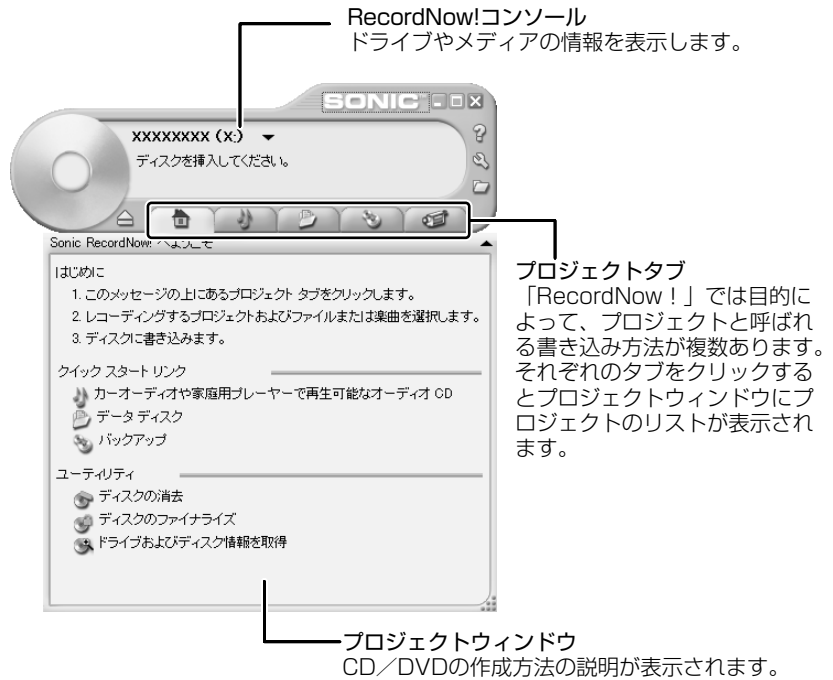 RecordNow!コンソール
ドライブやメディアの情報を表示します。
SONIC
XXXXXXXX (X:)
ディスクを挿入してください。
Sonic RecordNow! へようこそ
はじめに
1. このメッセージの上にあるプロジェクト タブをクリックします。
2. レコーディングするプロジェクトおよびファイルまたは楽曲を選択します。
3. ディスクに書き込みます。
クイック スタート リンク
カーオーディオや家庭用プレーヤーで再生可能なオーディオ CD
データ ディスク
バックアップ
ユーティリティ
ディスクの消去
ディスクのファイナライズ
ドライブおよびディスク情報を取得
プロジェクトタブ
「RecordNow!」では目的に
よって、プロジェクトと呼ばれ
る書き込み方法が複数あります。
それぞれのタブをクリックする
とプロジェクトウィンドウにプ
ロジェクトのリストが表示され
ます。
プロジェクトウィンドウ
CD/DVDの作成方法の説明が表示されます。